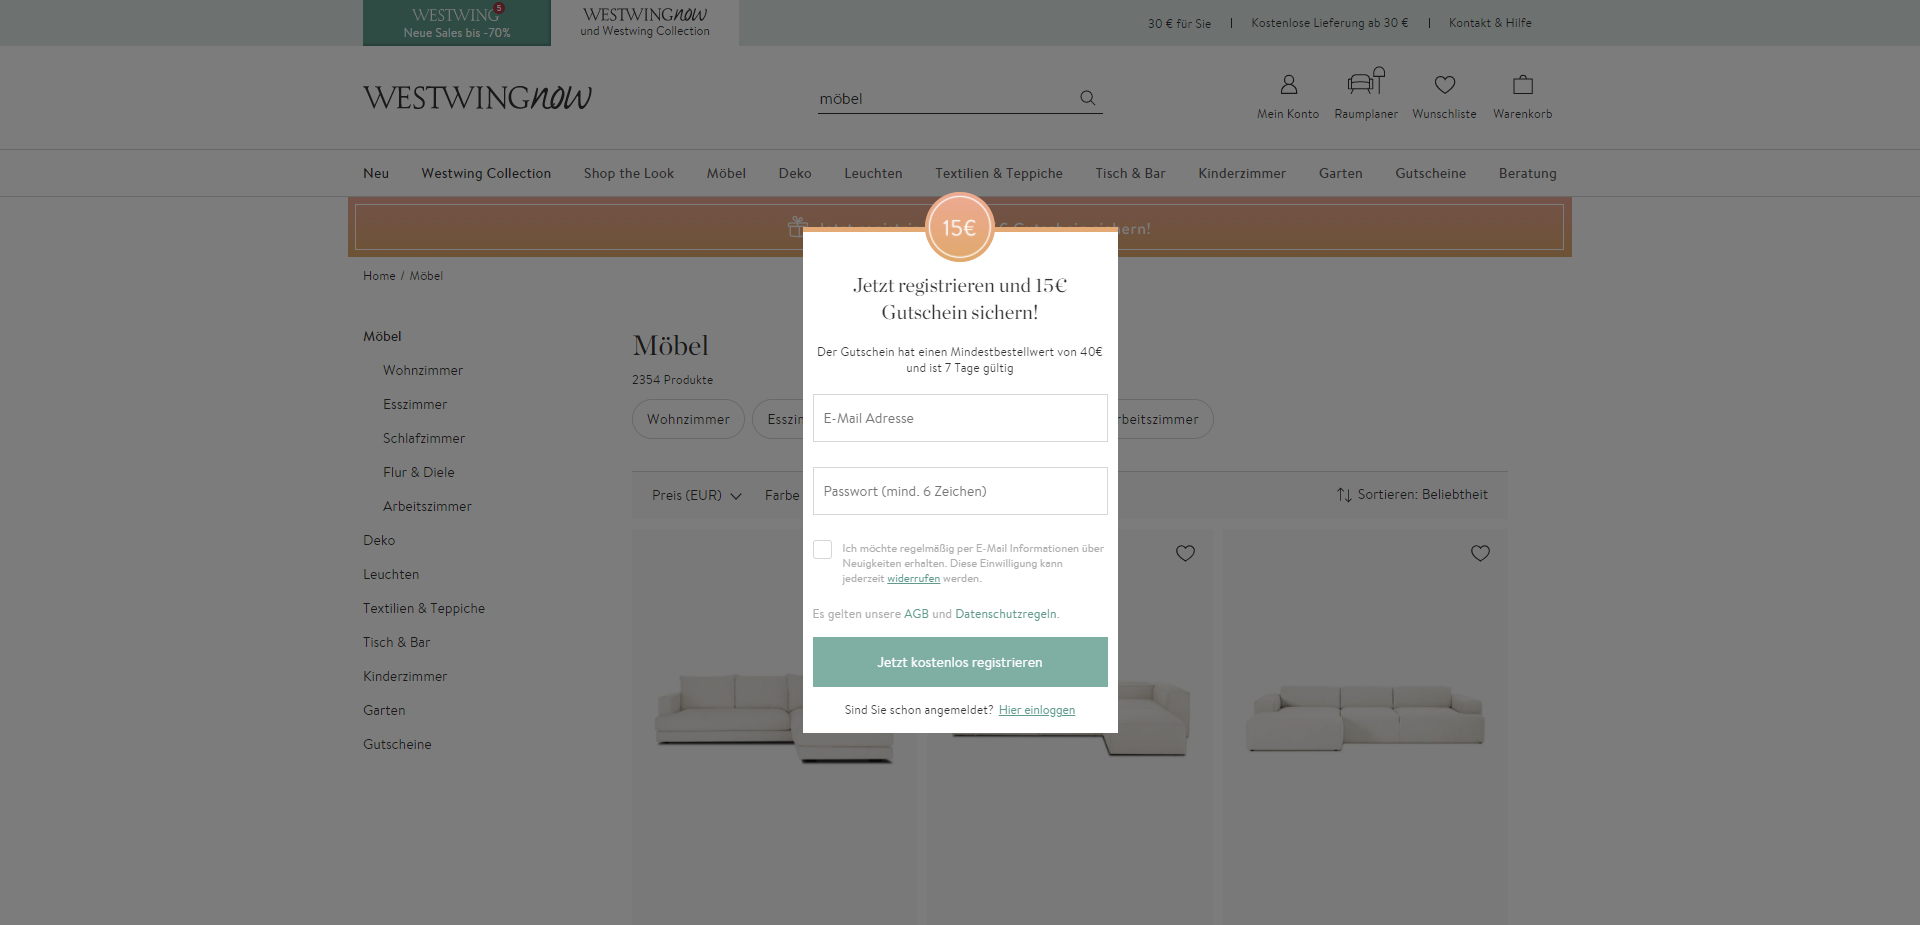 WESTWING 5
Neue Sales bis -70%
WESTWINGnow
und Westwing Collection
30 € für Sie
Kostenlose Lieferung ab 30 €
Kontakt & Hilfe
WESTWINGnow
möbel
Mein Konto
Raumplaner
Wunschliste
Warenkorb
Neu
Westwing Collection
Shop the Look
Möbel
Deko
Leuchten
Textilien & Teppiche
Tisch & Bar
Kinderzimmer
Garten
Gutscheine
Beratung
15€
Home / Möbel
Möbel
Wohnzimmer
Esszimmer
Schlafzimmer
Flur & Diele
Arbeitszimmer
Deko
Leuchten
Textilien & Teppiche
Tisch & Bar
Kinderzimmer
Garten
Gutscheine
Möbel
2354 Produkte
Wohnzimmer
Esszin
rbeitszimmer
Preis (EUR)
Farbe
Sortieren: Beliebtheit
Jetzt registrieren und 15€
Gutschein sichern!
Der Gutschein hat einen Mindestbestellwert von 40€
und ist 7 Tage gültig
E-Mail Adresse
Passwort (mind. 6 Zeichen)
Ich möchte regelmäßig per E-Mail Informationen über
Neuigkeiten erhalten. Diese Einwilligung kann
jederzeit widerrufen werden.
Es gelten unsere AGB und Datenschutzregeln.
Jetzt kostenlos registrieren
Sind Sie schon angemeldet? Hier einloggen